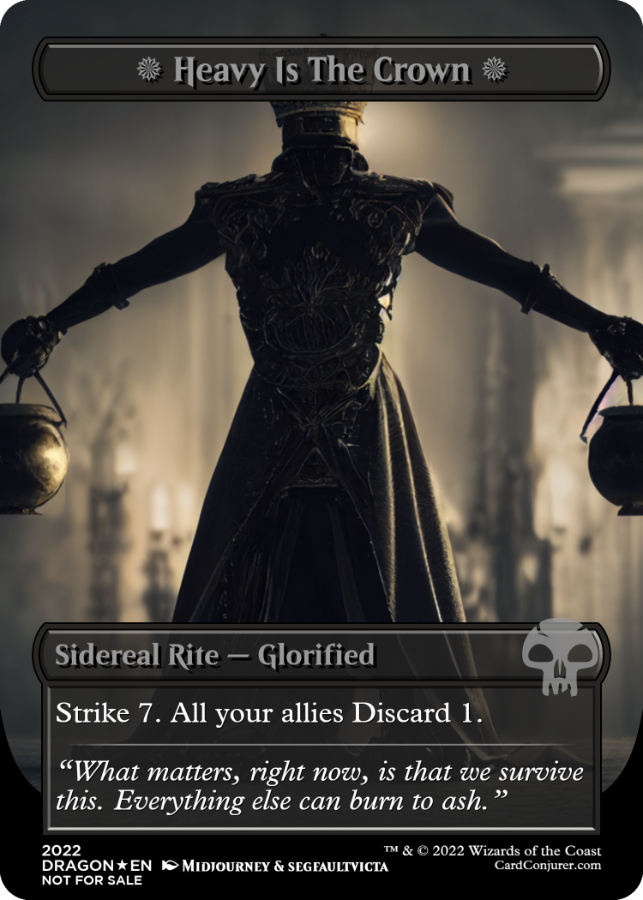 Heavy Is The Crown
Sidereal Rite — Glorified
Strike 7. All your allies Discard 1.
“What matters, right now, is that we survive
this. Everything else can burn to ash.”
2022
DRAGON★EN MIDJOURNEY & SEGFAULTVICTA
NOT FOR SALE
™ & © 2022 Wizards of the Coast
CardConjurer.com